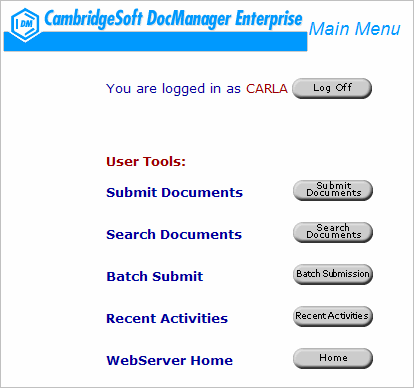 DM CambridgeSoft DocManager Enterprise Main Menu
You are logged in as CARLA Log Off
User Tools:
Submit Documents Submit Documents
Search Documents Search Documents
Batch Submit Batch Submission
Recent Activities Recent Activities
WebServer Home Home